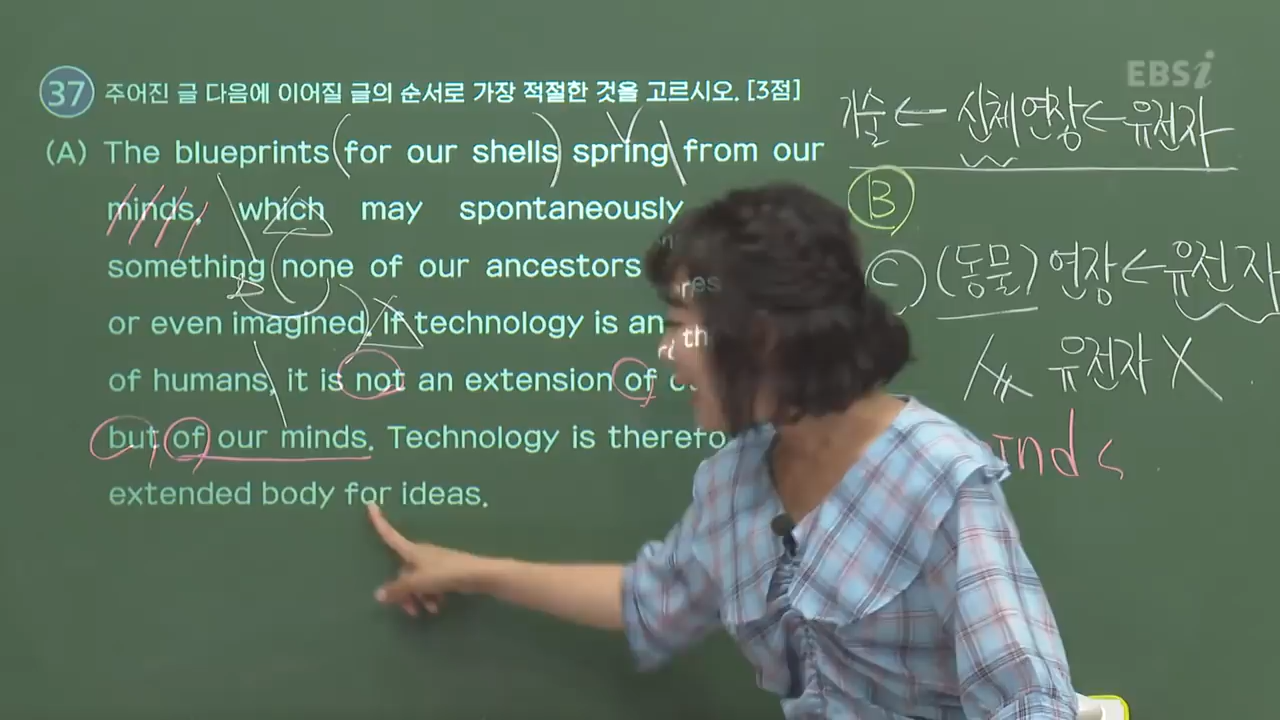 EBSi
37 주어진 글 다음에 이어질 글의 순서로 가장 적절한 것을 고르시오. [3점]
(A) The blueprints (for our shells) spring from our
minds, which may spontaneously
something none of our ancestors
or even imagined. If technology is an
of humans, it is not an extension of
but of our minds. Technology is
extended body for ideas.
기술 ← 신체 연장 ← 유전자
B
C) (동물) 연장 ← 유전자
유전자 X